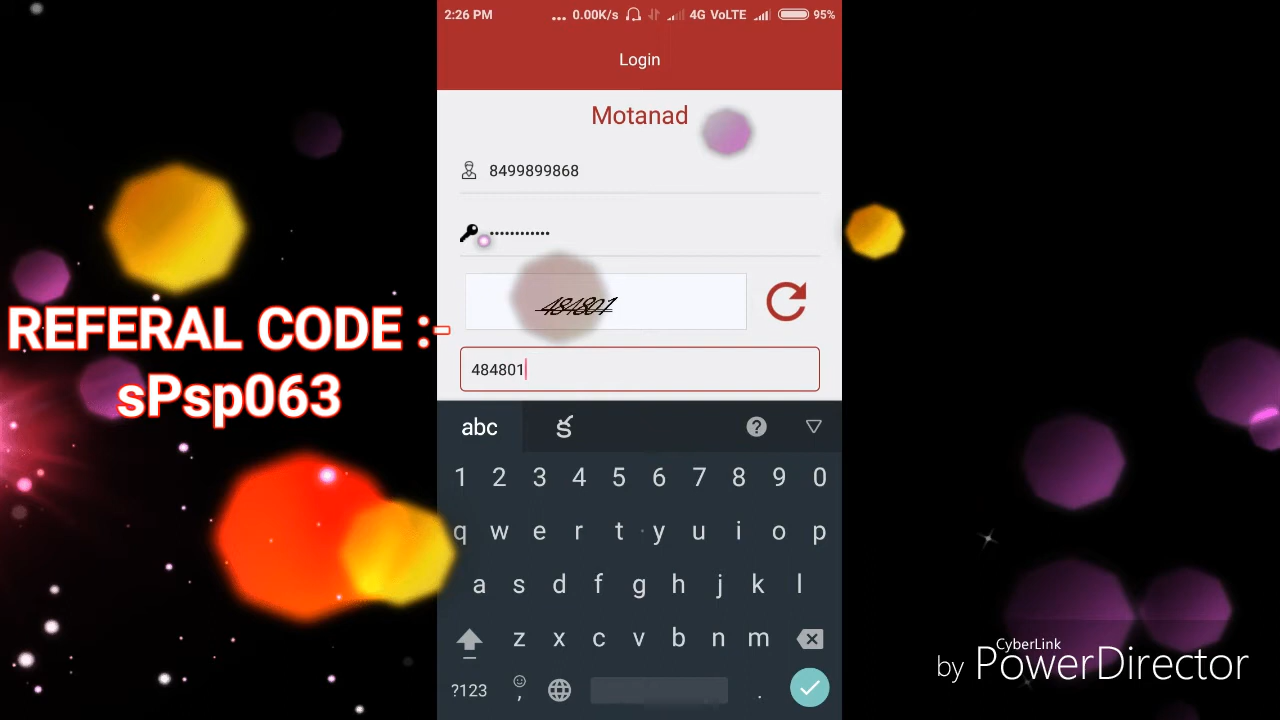 2:26 PM ... 0.00K/s 4G VoLTE 95%
Login
Motanad
8499899868
484801
484801
REFERAL CODE :-
sPsp063
abc క
1 2 3 4 5 6 7 8 9 0
q w e r t y u i o p
a s d f g h j k l
z x c v b n m
?123 , .
CyberLink
by PowerDirector